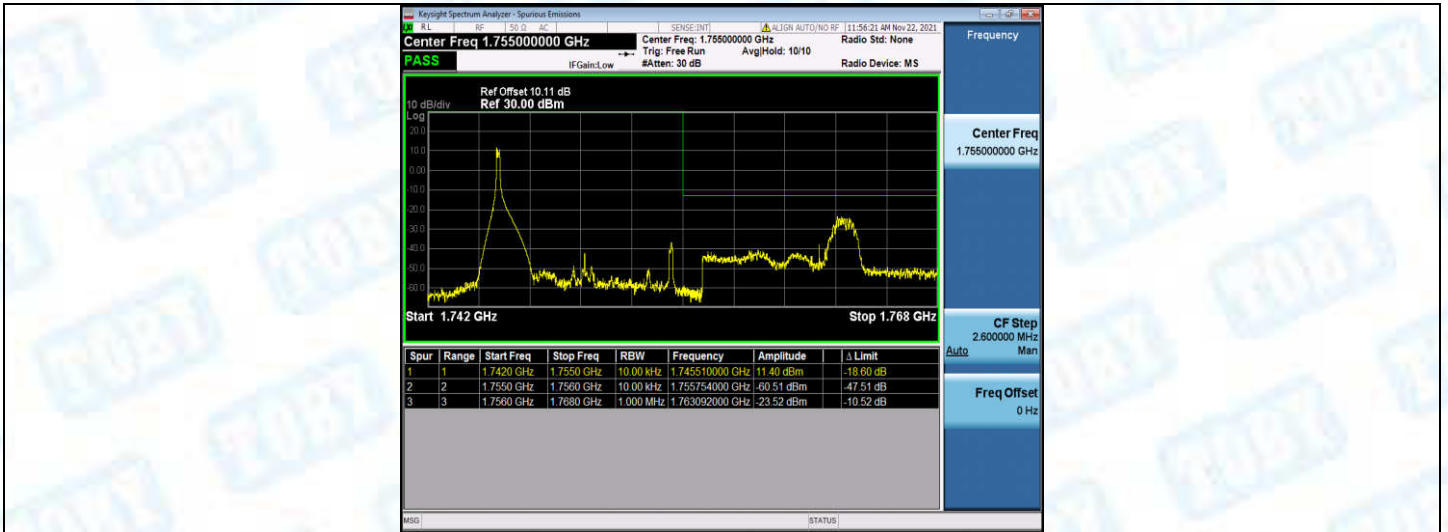 Keysight Spectrum Analyzer - Spurious Emissions
RL RF 50 Ω AC SENSE:INT ALIGN AUTO/NO RF 11:56:21 AM Nov 22, 2021
Center Freq 1.755000000 GHz Center Freq: 1.755000000 GHz Radio Std: None
PASS Trig: Free Run Avg|Hold: 10/10
IFGain:Low #Atten: 30 dB Radio Device: MS
Ref Offset 10.11 dB
10 dB/div Ref 30.00 dBm
Log
20.0
10.0
0.00
-10.0
-20.0
-30.0
-40.0
-50.0
-60.0
Start 1.742 GHz Stop 1.768 GHz
Spur Range Start Freq Stop Freq RBW Frequency Amplitude Δ Limit
1 1 1.7420 GHz 1.7550 GHz 10.00 kHz 1.745510000 GHz 11.40 dBm -18.60 dB
2 2 1.7550 GHz 1.7560 GHz 10.00 kHz 1.755754000 GHz -60.51 dBm -47.51 dB
3 3 1.7560 GHz 1.7680 GHz 1.000 MHz 1.763092000 GHz -23.52 dBm -10.52 dB
MSG STATUS
Frequency
Center Freq
1.755000000 GHz
CF Step
2.600000 MHz
Auto Man
Freq Offset
0 Hz
TOBY